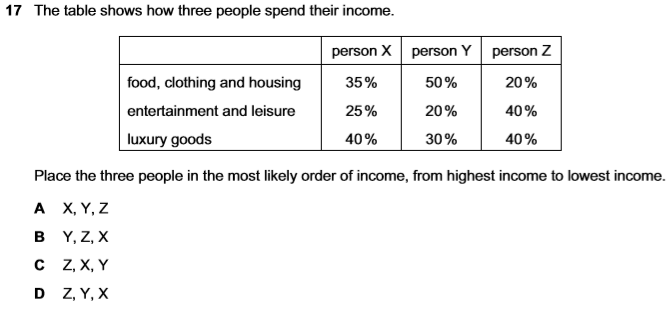 17 The table shows how three people spend their income.
person X person Y person Z
food, clothing and housing 35% 50% 20%
entertainment and leisure 25% 20% 40%
luxury goods 40% 30% 40%
Place the three people in the most likely order of income, from highest income to lowest income.
A X, Y, Z
B Y, Z, X
C Z, X, Y
D Z, Y, X